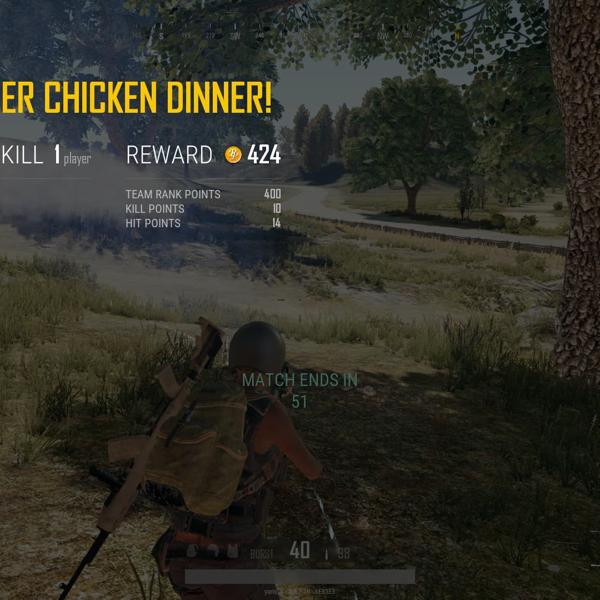 ER CHICKEN DINNER!
KILL 1 player REWARD 424
TEAM RANK POINTS 400
KILL POINTS 10
HIT POINTS 14
MATCH ENDS IN
51
BURST 40